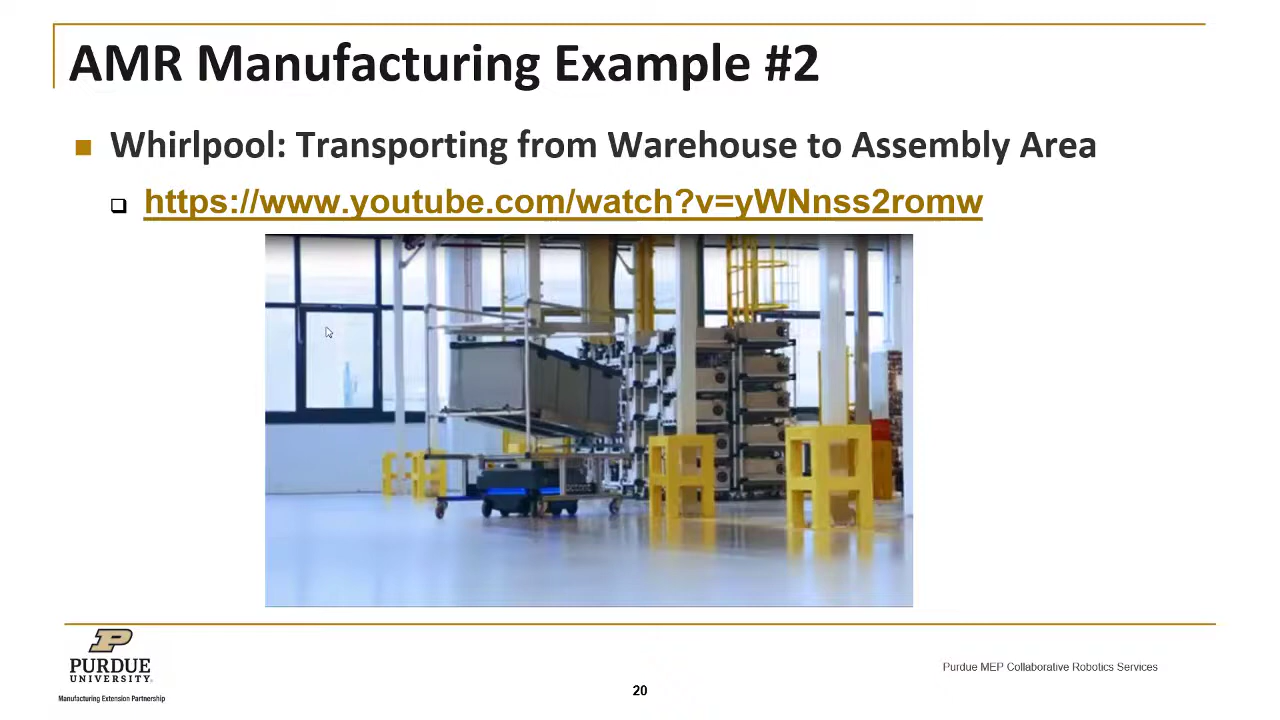 AMR Manufacturing Example #2
Whirlpool: Transporting from Warehouse to Assembly Area
https://www.youtube.com/watch?v=yWNnss2romw
P
PURDUE
UNIVERSITY®
Manufacturing Extension Partnership
20
Purdue MEP Collaborative Robotics Services